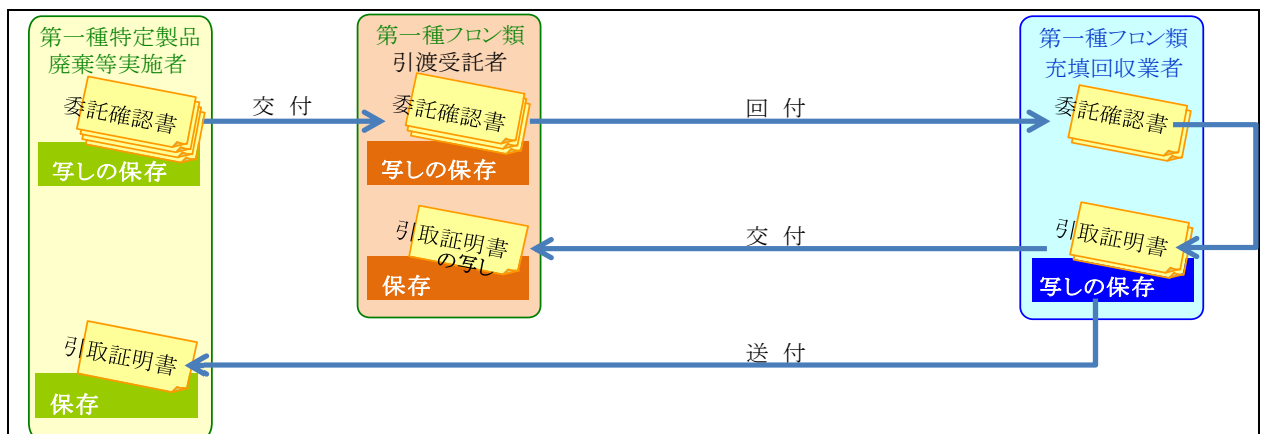 第一種特定製品
廃棄等実施者
委託確認書
写しの保存
交 付
第一種フロン類
引渡受託者
委託確認書
写しの保存
回 付
第一種フロン類
充填回収業者
委託確認書
引取証明書
写しの保存
交 付
引取証明書
の写し
保存
送 付
引取証明書
保存